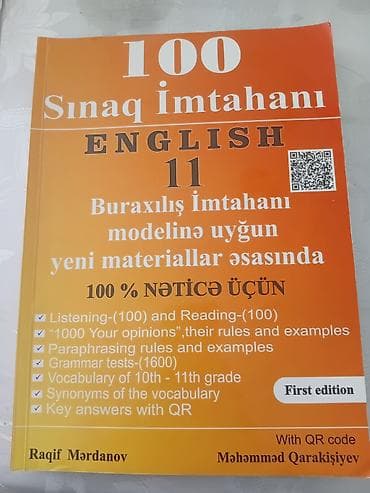 100
Sınaq İmtahanı
ENGLISH
11
Buraxılış İmtahanı
modelinə uyğun
yeni materiallar əsasında
100 % NƏTİCƏ ÜÇÜN
Listening-(100) and Reading-(100)
"1000 Your opinions",their rules and examples
Paraphrasing rules and examples
Grammar tests-(1600)
Vocabulary of 10th - 11th grade
Synonyms of the vocabulary
Key answers with QR
First edition
With QR code
Raqif Mərdanov
Məhəmməd Qarakişiyev